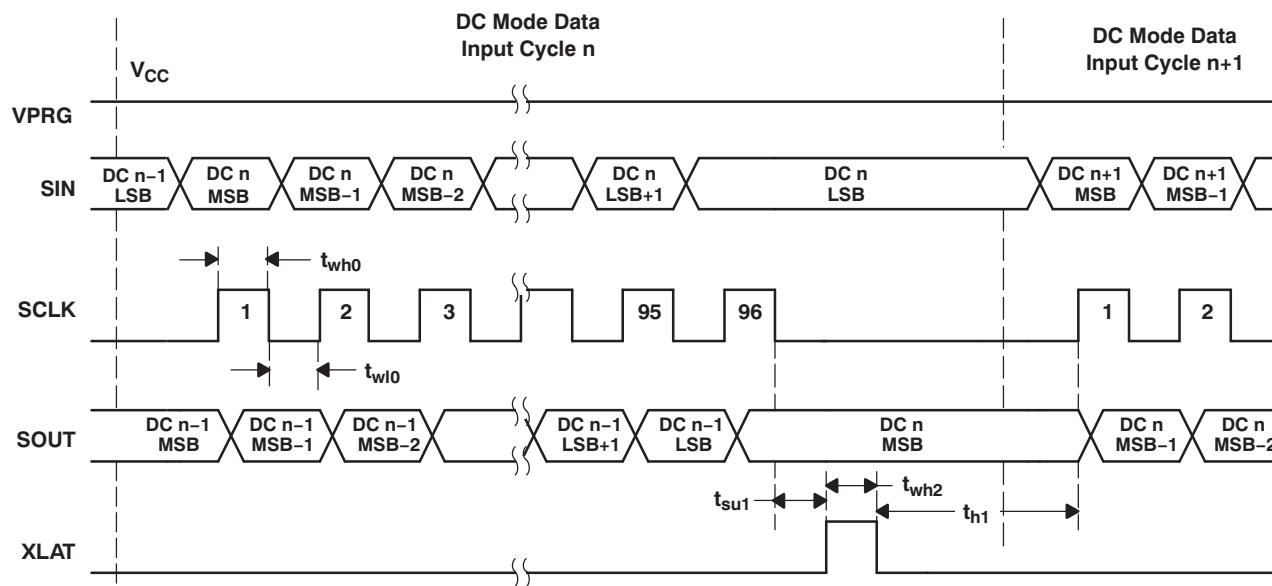 DC Mode Data
Input Cycle n
DC Mode Data
Input Cycle n+1
VCC
VPRG
SIN
DC n−1
LSB
DC n
MSB
DC n
MSB−1
DC n
MSB−2
DC n
LSB+1
DC n
LSB
DC n+1
MSB
DC n+1
MSB−1
twh0
SCLK
1
2
3
95
96
1
2
twl0
SOUT
DC n−1
MSB
DC n−1
MSB−1
DC n−1
MSB−2
DC n−1
LSB+1
DC n−1
LSB
DC n
MSB
DC n
MSB−1
DC n
MSB−2
tsu1
twh2
th1
XLAT